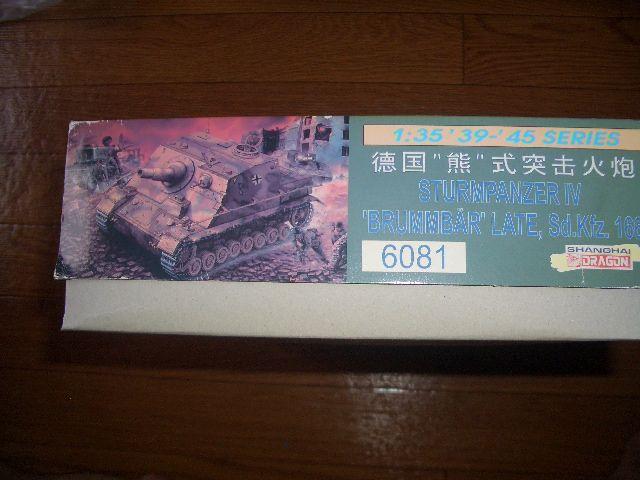 1:35 '39-'45 SERIES
德国"熊"式突击火炮
STURMPANZER IV
'BRUMMBÄR' LATE, Sd.Kfz. 166
6081
SHANGHAI
DRAGON